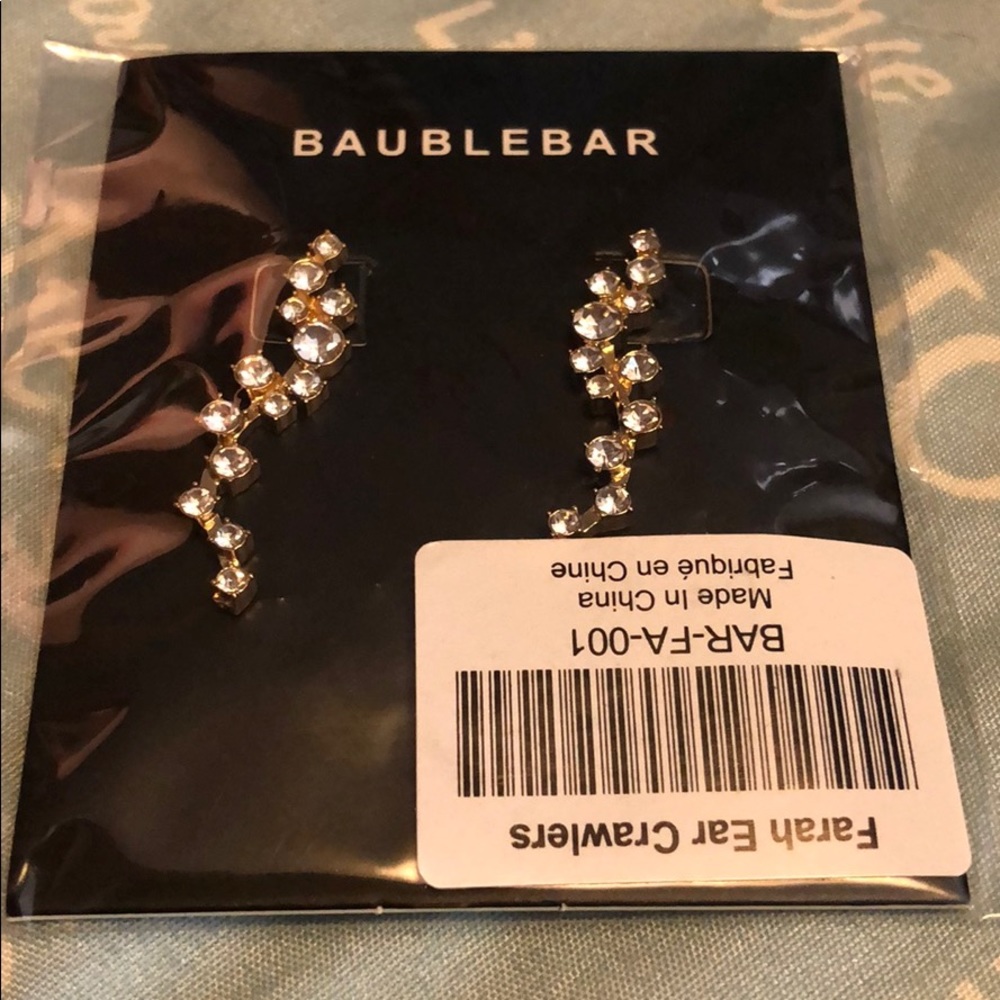 BAUBLEBAR
Farah Ear Crawlers
BAR-FA-001
Made In China
Fabriqué en Chine